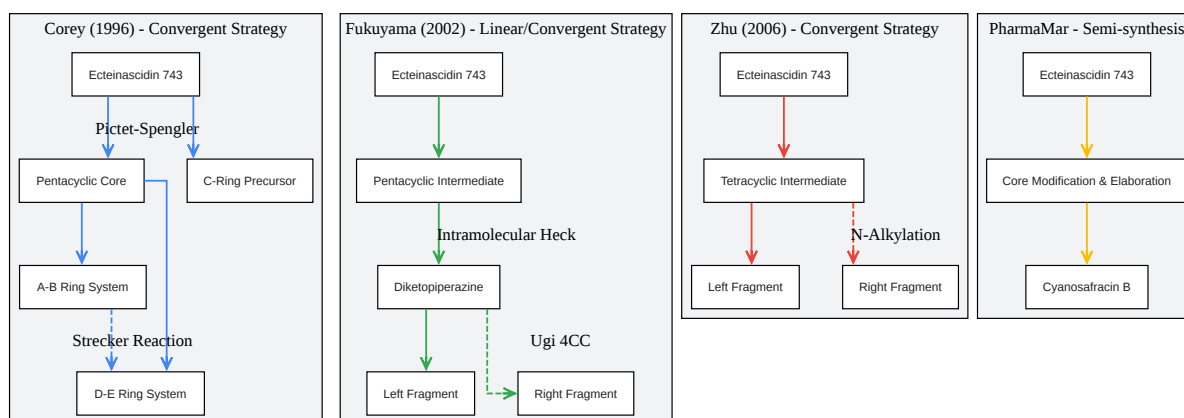 Corey (1996) - Convergent Strategy
Ecteinascidin 743
Pictet-Spengler
Pentacyclic Core
C-Ring Precursor
A-B Ring System
Strecker Reaction
D-E Ring System
Fukuyama (2002) - Linear/Convergent Strategy
Ecteinascidin 743
Pentacyclic Intermediate
Intramolecular Heck
Diketopiperazine
Ugi 4CC
Left Fragment
Right Fragment
Zhu (2006) - Convergent Strategy
Ecteinascidin 743
Tetracyclic Intermediate
N-Alkylation
Left Fragment
Right Fragment
PharmaMar - Semi-synthesis
Ecteinascidin 743
Core Modification & Elaboration
Cyanosafracin B